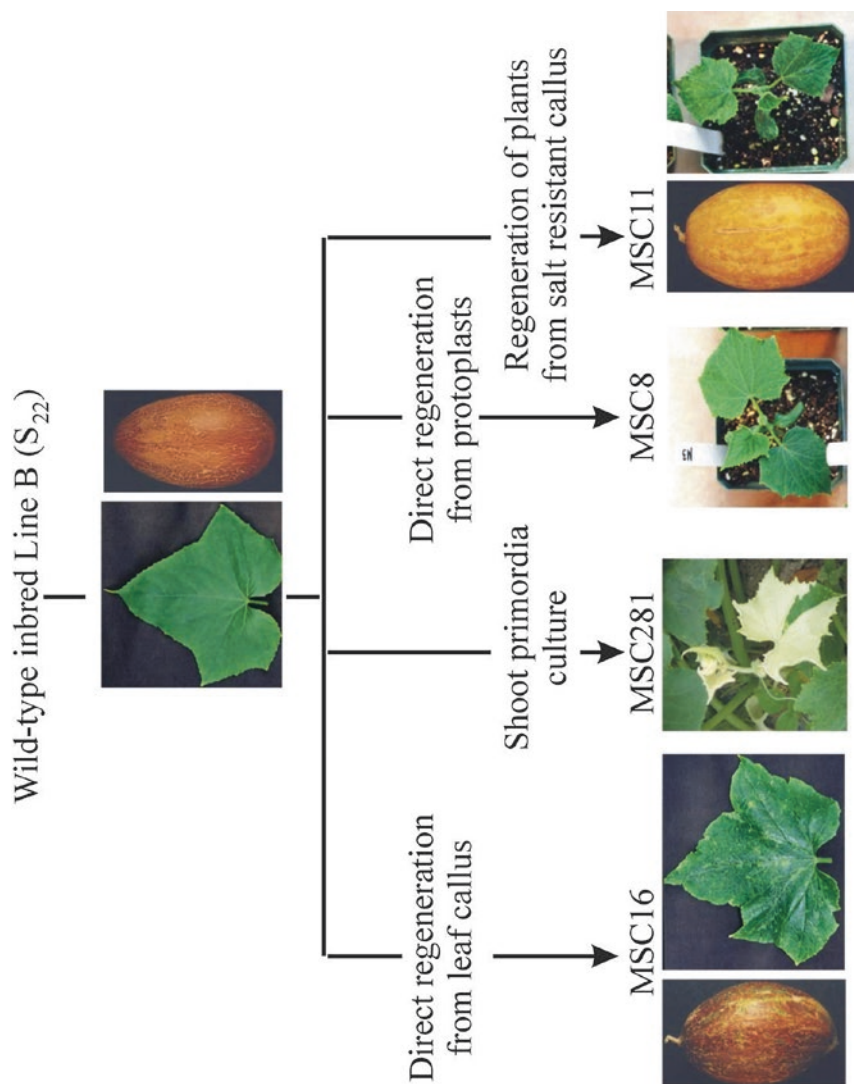 Wild-type inbred Line B (S₂₂)
Direct regeneration
from leaf callus
MSC16
Shoot primordia
culture
MSC281
Direct regeneration
from protoplasts
MSC8
Regeneration of plants
from salt resistant callus
MSC11